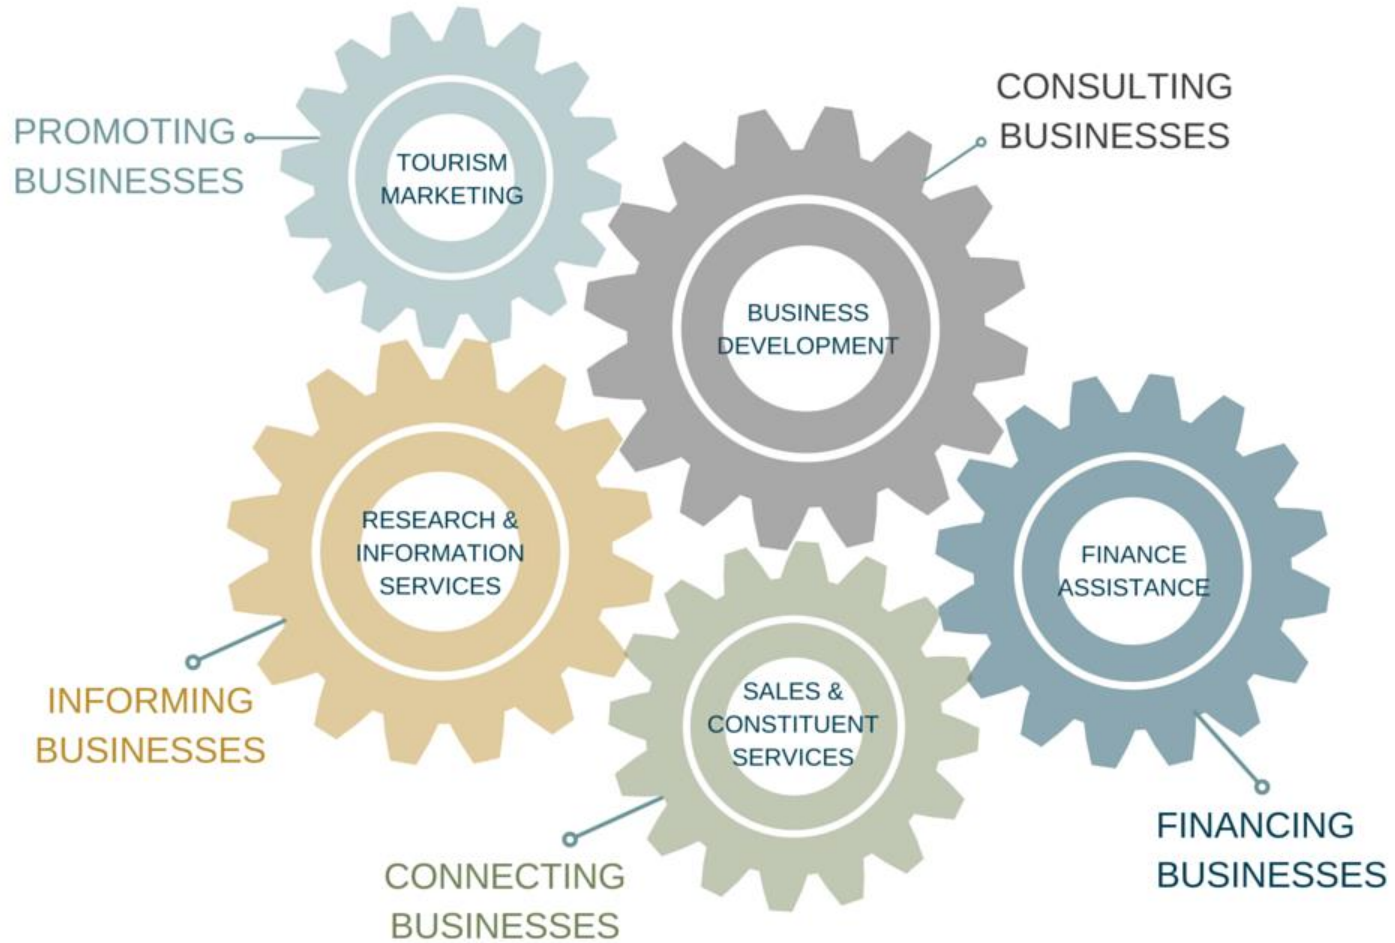 PROMOTING
BUSINESSES
TOURISM
MARKETING
CONSULTING
BUSINESSES
BUSINESS
DEVELOPMENT
RESEARCH &
INFORMATION
SERVICES
INFORMING
BUSINESSES
FINANCE
ASSISTANCE
FINANCING
BUSINESSES
SALES &
CONSTITUENT
SERVICES
CONNECTING
BUSINESSES